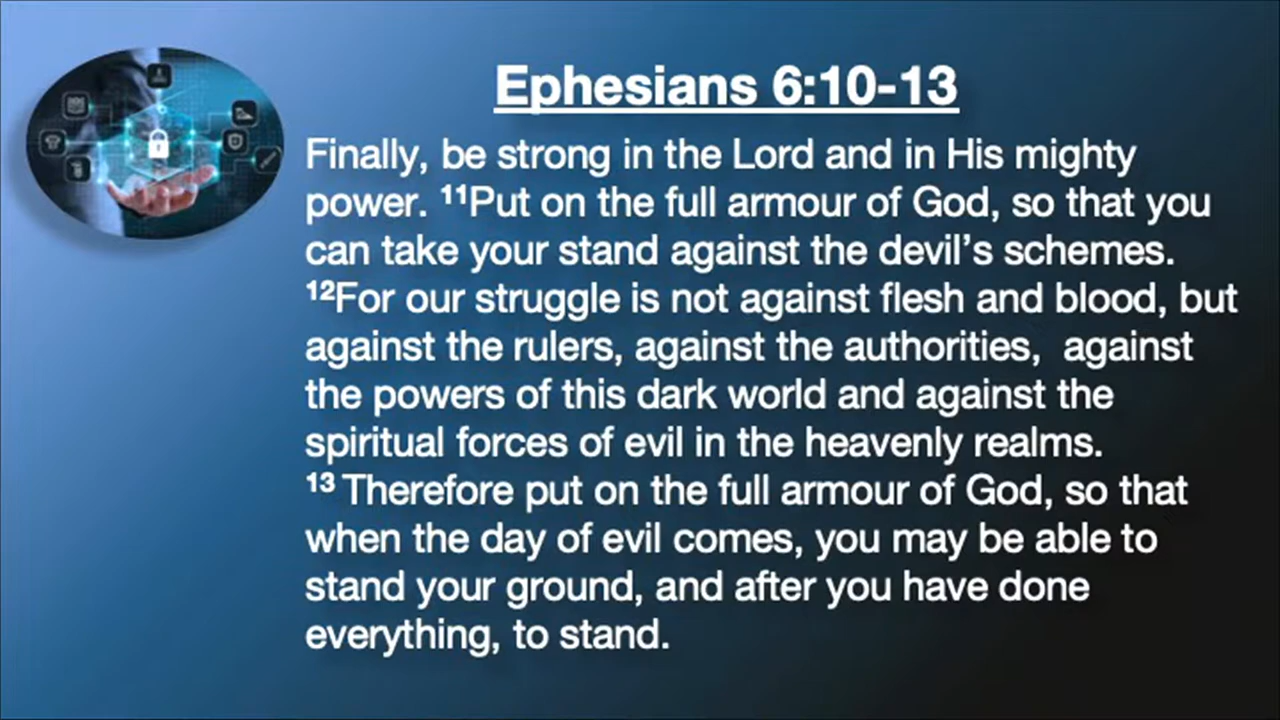 Ephesians 6:10-13
Finally, be strong in the Lord and in His mighty
power. ¹¹Put on the full armour of God, so that you
can take your stand against the devil’s schemes.
¹²For our struggle is not against flesh and blood, but
against the rulers, against the authorities,  against
the powers of this dark world and against the
spiritual forces of evil in the heavenly realms.
¹³ Therefore put on the full armour of God, so that
when the day of evil comes, you may be able to
stand your ground, and after you have done
everything, to stand.